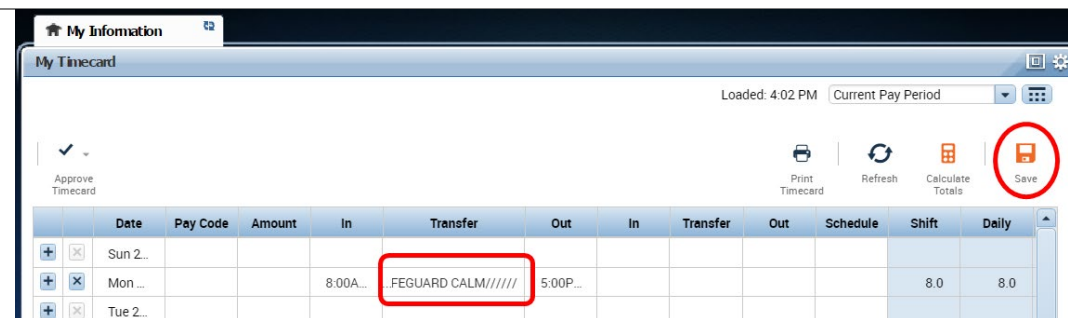 My Information
My Timecard
Loaded: 4:02 PM Current Pay Period
Approve Timecard
Print Timecard
Refresh
Calculate Totals
Save
Date Pay Code Amount In Transfer Out In Transfer Out Schedule Shift Daily
Sun 2...
Mon ... 8:00A... ...FEGUARD CALM////// 5:00P... 8.0 8.0
Tue 2...